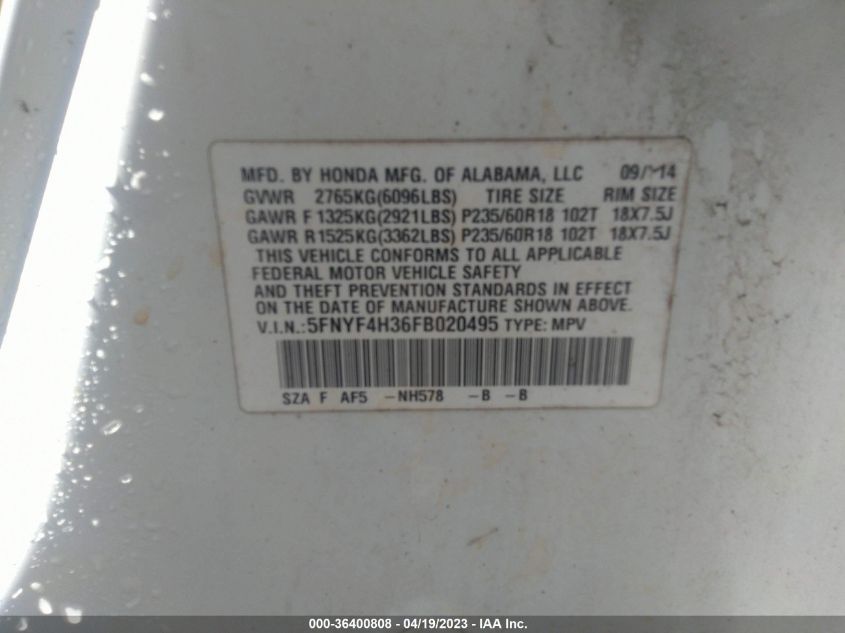 MFD. BY HONDA MFG. OF ALABAMA, LLC 09/14
GVWR 2765KG(6096LBS) TIRE SIZE RIM SIZE
GAWR F 1325KG(2921LBS) P235/60R18 102T 18X7.5J
GAWR R1525KG(3362LBS) P235/60R18 102T 18X7.5J
THIS VEHICLE CONFORMS TO ALL APPLICABLE
FEDERAL MOTOR VEHICLE SAFETY
AND THEFT PREVENTION STANDARDS IN EFFECT
ON THE DATE OF MANUFACTURE SHOWN ABOVE.
V.I.N.:5FNYF4H36FB020495 TYPE: MPV
SZA F AF5 -NH578 -B -B
000-36400808 - 04/19/2023 - IAA Inc.